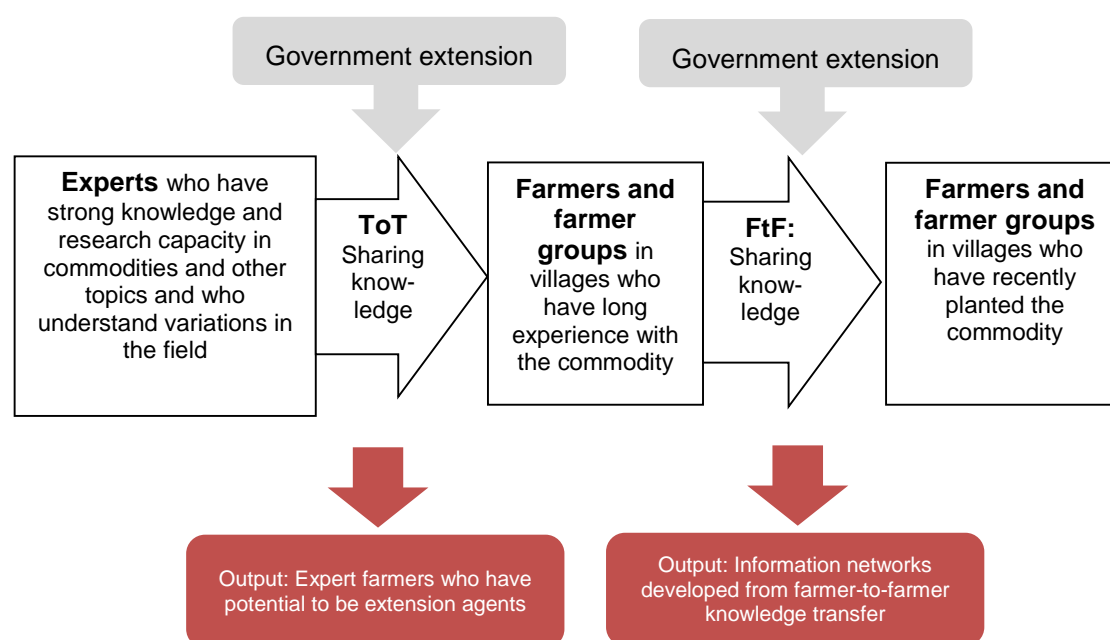 Government extension
Government extension
Experts who have
strong knowledge and
research capacity in
commodities and other
topics and who
understand variations in
the field
ToT
Sharing
know-
ledge
Farmers and
farmer
groups in
villages who
have long
experience with
the commodity
FtF:
Sharing
know-
ledge
Farmers and
farmer groups
in villages who
have recently
planted the
commodity
Output: Expert farmers who have
potential to be extension agents
Output: Information networks
developed from farmer-to-farmer
knowledge transfer